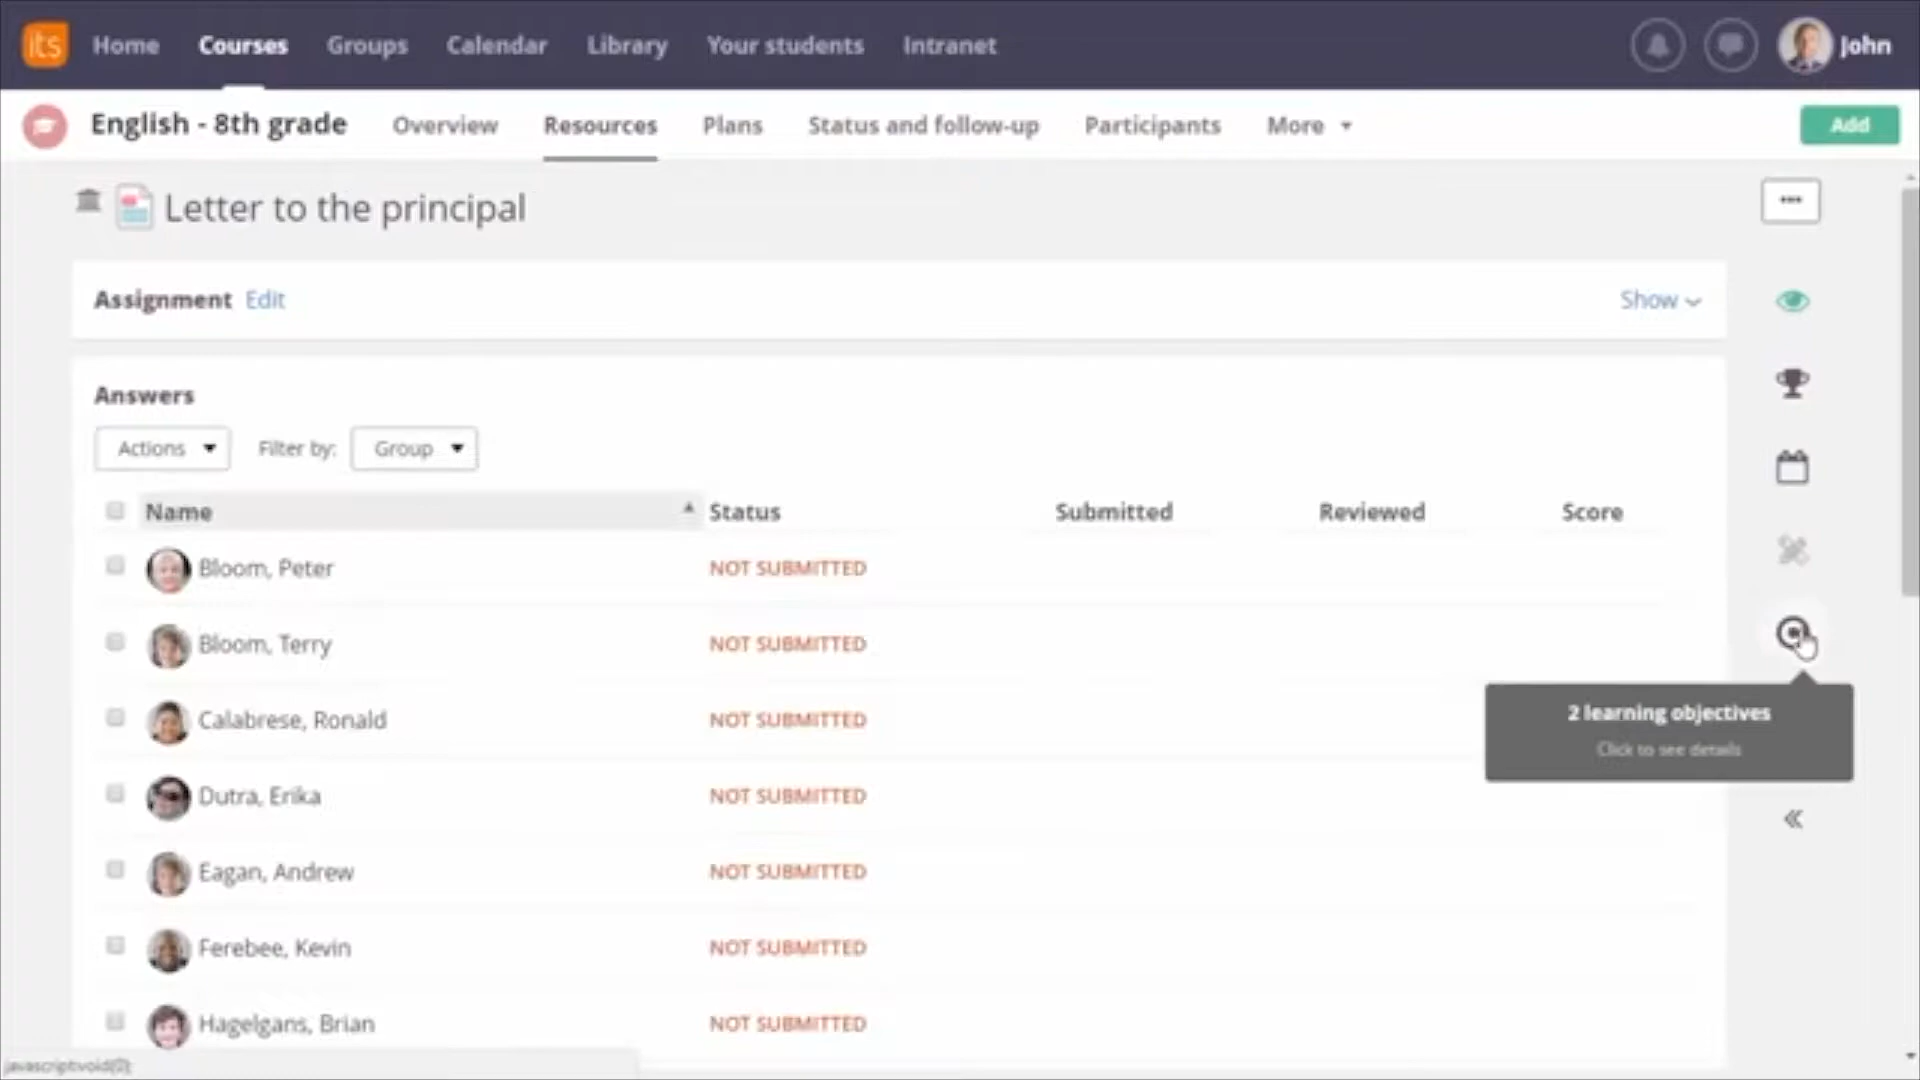 its Home Courses Groups Calendar Library Your students Intranet John
English - 8th grade Overview Resources Plans Status and follow-up Participants More Add
Letter to the principal
Assignment Edit Show
Answers
Actions Filter by: Group
Name Status Submitted Reviewed Score
Bloom, Peter NOT SUBMITTED
Bloom, Terry NOT SUBMITTED
Calabrese, Ronald NOT SUBMITTED
2 learning objectives
Click to see details
Dutra, Erika NOT SUBMITTED
Eagan, Andrew NOT SUBMITTED
Ferebee, Kevin NOT SUBMITTED
Hagelgans, Brian NOT SUBMITTED
javascript:void(0);